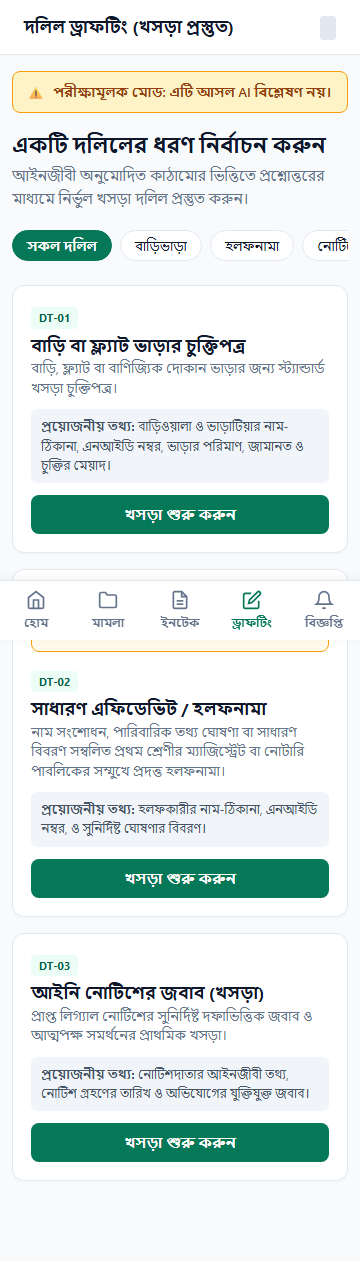 দলিল ড্রাফটিং (খসড়া প্রস্তুত)
পরীক্ষামূলক মোড: এটি আসল AI বিশ্লেষণ নয়।
একটি দলিলের ধরণ নির্বাচন করুন
আইনজীবী অনুমোদিত কাঠামোর ভিত্তিতে প্রশ্নোত্তরের
মাধ্যমে নির্ভুল খসড়া দলিল প্রস্তুত করুন।
সকল দলিল
বাড়িভাড়া
হলফনামা
DT-01
বাড়ি বা ফ্ল্যাট ভাড়ার চুক্তিপত্র
বাড়ি, ফ্ল্যাট বা বাণিজ্যিক দোকান ভাড়ার জন্য স্ট্যান্ডার্ড
খসড়া চুক্তিপত্র।
প্রয়োজনীয় তথ্য: বাড়িওয়ালা ও ভাড়াটিয়ার নাম-
ঠিকানা, এনআইডি নম্বর, ভাড়ার পরিমাণ, জামানত ও
চুক্তির মেয়াদ।
খসড়া শুরু করুন
হোম
মামলা
ইনটেক
ড্রাফটিং
বিজ্ঞপ্তি
DT-02
সাধারণ এফিডেভিট / হলফনামা
নাম সংশোধন, পারিবারিক তথ্য ঘোষণা বা সাধারণ
বিবরণ সম্বলিত প্রথম শ্রেণীর ম্যাজিস্ট্রেট বা নোটারি
পাবলিকের সম্মুখে প্রদত্ত হলফনামা।
প্রয়োজনীয় তথ্য: হলফকারীর নাম-ঠিকানা, এনআইডি
নম্বর, ও সুনির্দিষ্ট ঘোষণার বিবরণ।
খসড়া শুরু করুন
DT-03
আইনি নোটিশের জবাব (খসড়া)
প্রাপ্ত লিগ্যাল নোটিশের সুনির্দিষ্ট দফাভিত্তিক জবাব ও
আত্মপক্ষ সমর্থনের প্রাথমিক খসড়া।
প্রয়োজনীয় তথ্য: নোটিশদাতার আইনজীবী তথ্য,
নোটিশ গ্রহণের তারিখ ও অভিযোগের যুক্তিযুক্ত জবাব।
খসড়া শুরু করুন